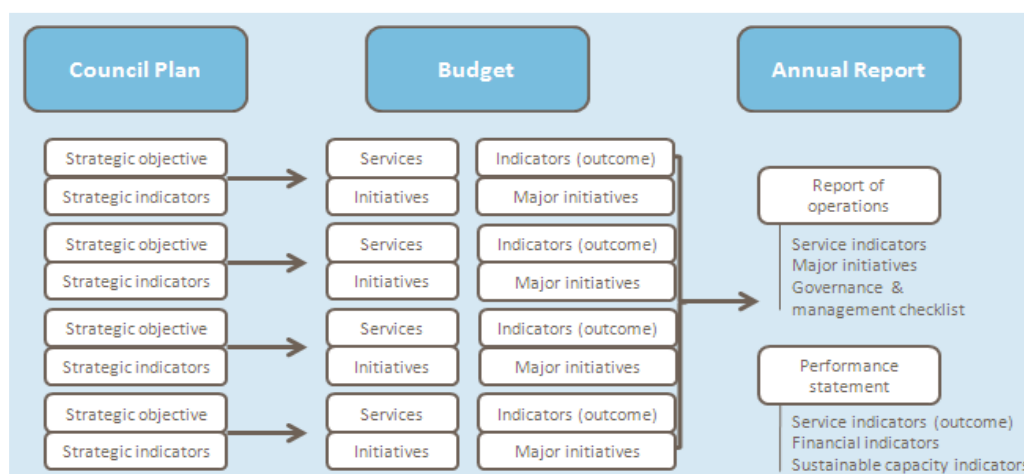 Council Plan
Budget
Annual Report
Strategic objective
Strategic indicators
Services
Initiatives
Indicators (outcome)
Major initiatives
Strategic objective
Strategic indicators
Services
Initiatives
Indicators (outcome)
Major initiatives
Strategic objective
Strategic indicators
Services
Initiatives
Indicators (outcome)
Major initiatives
Strategic objective
Strategic indicators
Services
Initiatives
Indicators (outcome)
Major initiatives
Report of
operations
Service indicators
Major initiatives
Governance &
management checklist
Performance
statement
Service indicators (outcome)
Financial indicators
Sustainable capacity indicators